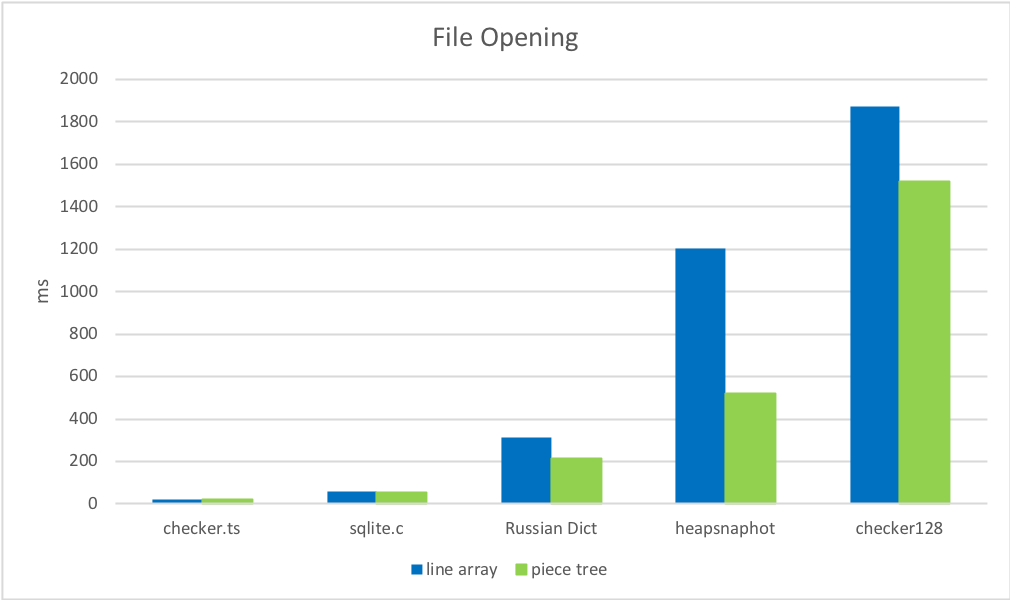 File Opening
2000
1800
1600
1400
1200
1000
800
600
400
200
0
ms
checker.ts sqlite.c Russian Dict heapsnaphot checker128
line array piece tree